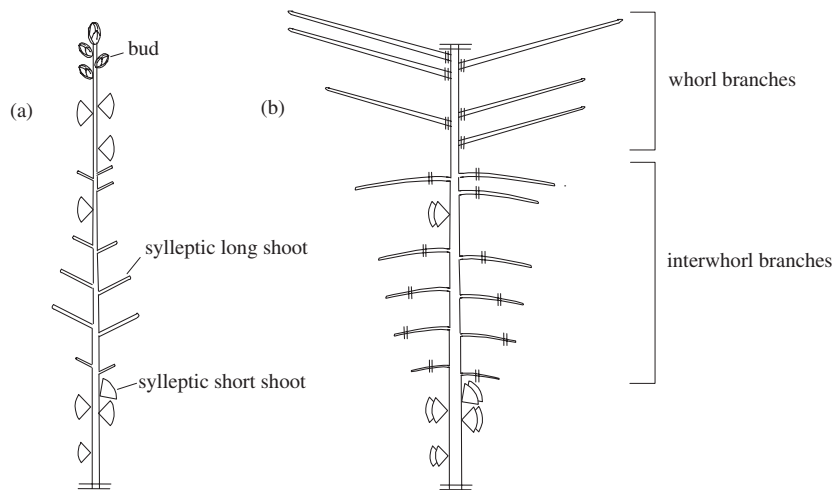 bud
(a)
(b)
whorl branches
sylleptic long shoot
interwhorl branches
sylleptic short shoot